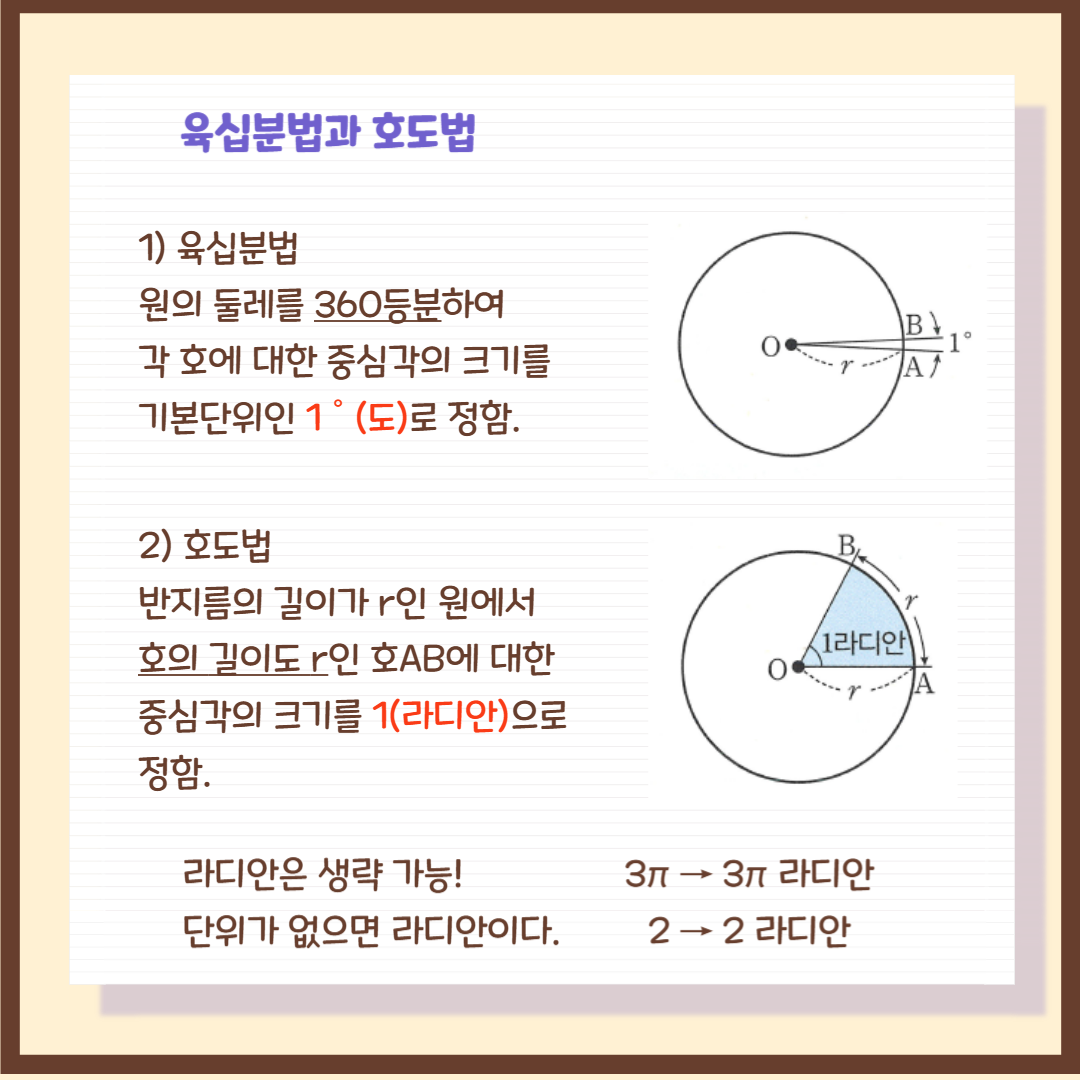 육십분법과 호도법
1) 육십분법
원의 둘레를 360등분하여
각 호에 대한 중심각의 크기를
기본단위인 1˚(도)로 정함.
B
O
1°
r
A
2) 호도법
반지름의 길이가 r인 원에서
호의 길이도 r인 호AB에 대한
중심각의 크기를 1(라디안)으로
정함.
B
r
1라디안
O
r
A
라디안은 생략 가능!
3π → 3π 라디안
단위가 없으면 라디안이다.
2 → 2 라디안